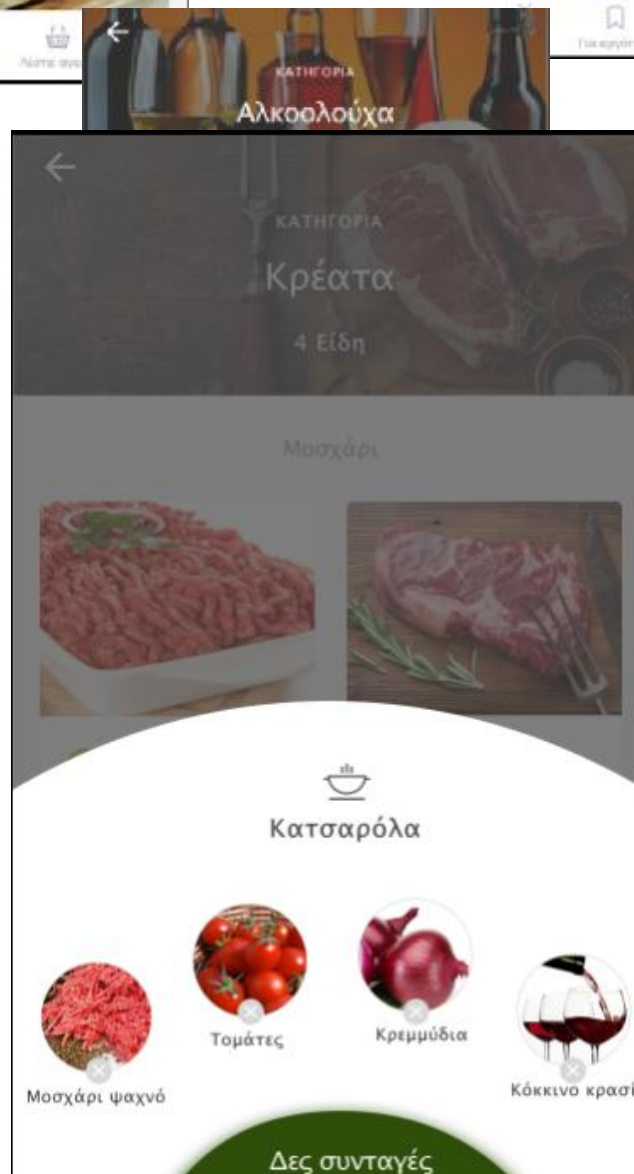 ΚΑΤΗΓΟΡΙΑ
Αλκοολούχα
ΚΑΤΗΓΟΡΙΑ
Κρέατα
4 Είδη
Μοσχάρι
Κατσαρόλα
Τομάτες
Κρεμμύδια
Μοσχάρι ψαχνό
Κόκκινο κρασί
Δες συνταγές